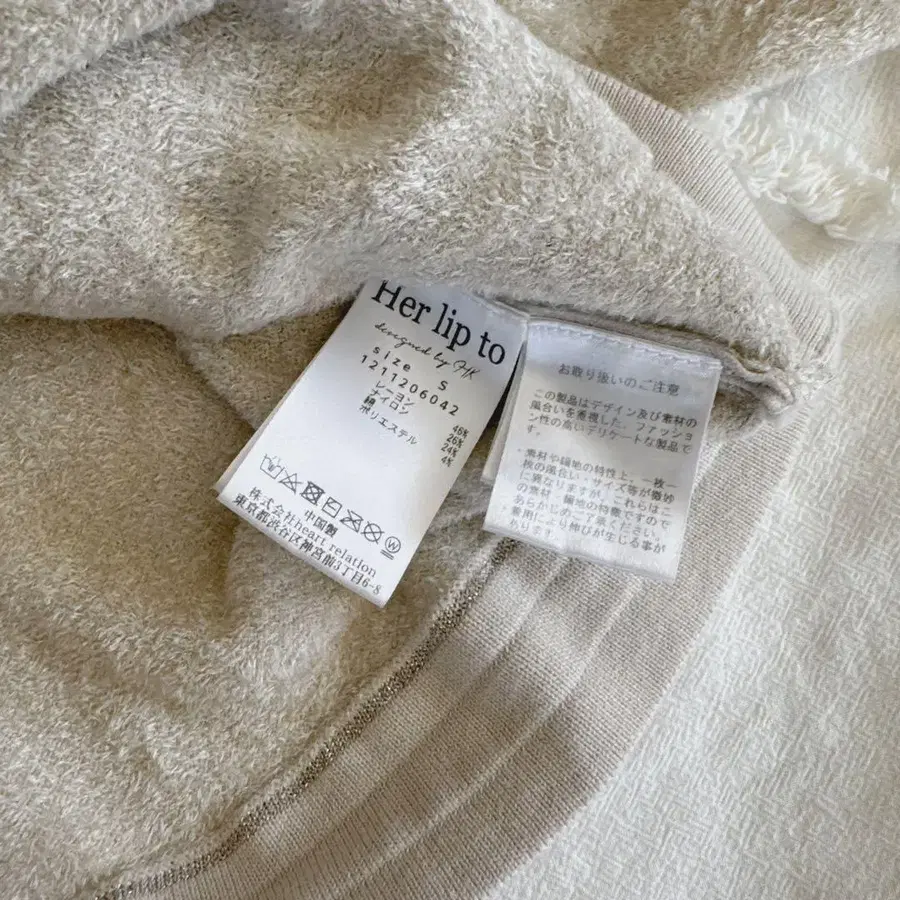 Her lip to
designed by HK
size S
1211206042
レーヨン 46%
ナイロン 26%
綿 24%
ポリエステル 4%
中国製
株式会社heart relation
東京都渋谷区神宮前3丁目6-8
お取り扱いのご注意
この製品はデザイン及び素材の
風合いを重視した、ファッショ
ン性の高いデリケートな製品で
す。
・素材や編地の特性上、一枚一
枚の風合い・サイズ等が微妙
に異なりますが、これらはこ
の素材・編地の特徴ですので
あらかじめご了承ください。
・着用により伸びが生じる事が
あります。